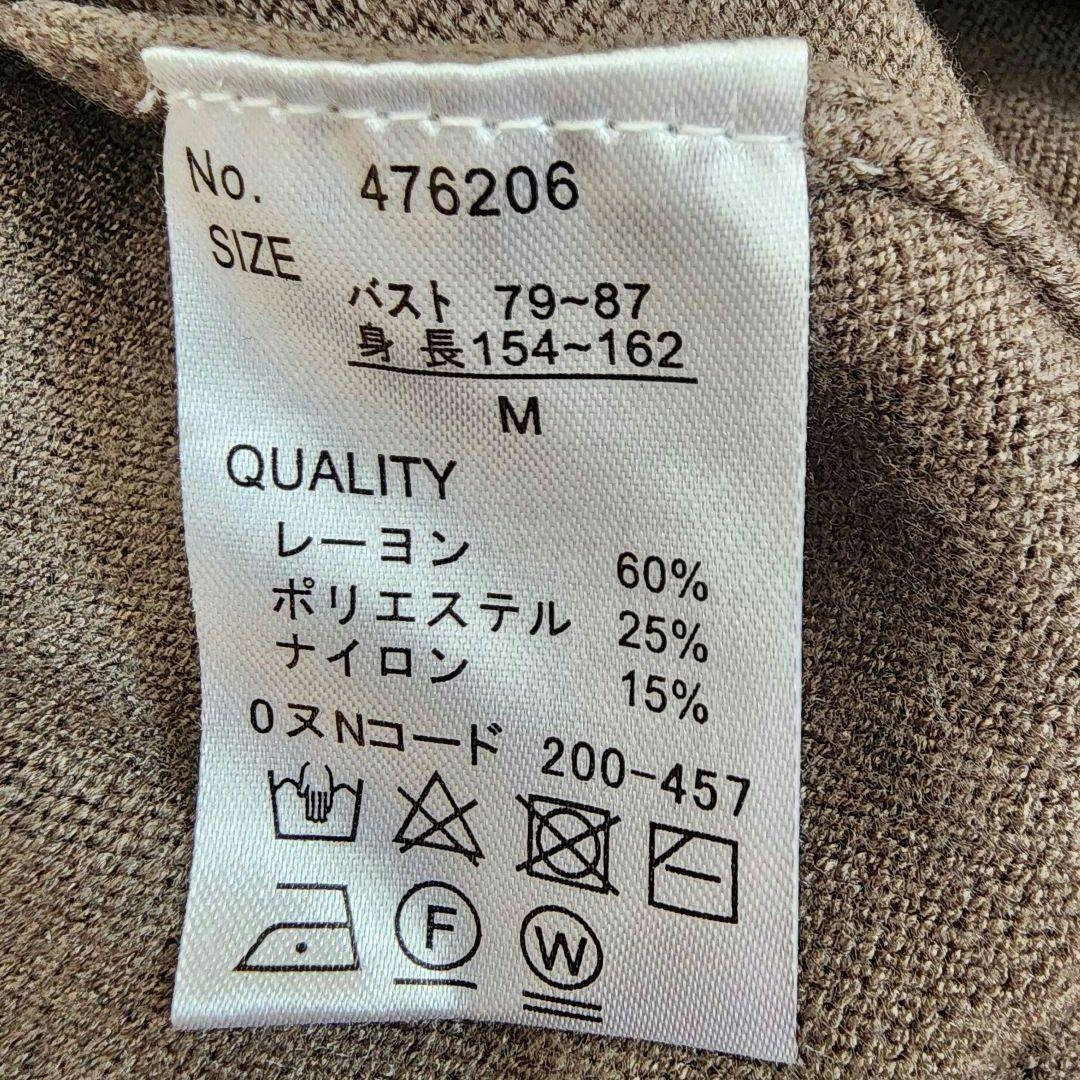 No. 476206
SIZE
バスト 79~87
身 長154~162
M
QUALITY
レーヨン 60%
ポリエステル 25%
ナイロン 15%
OヌNコード 200-457
F
W